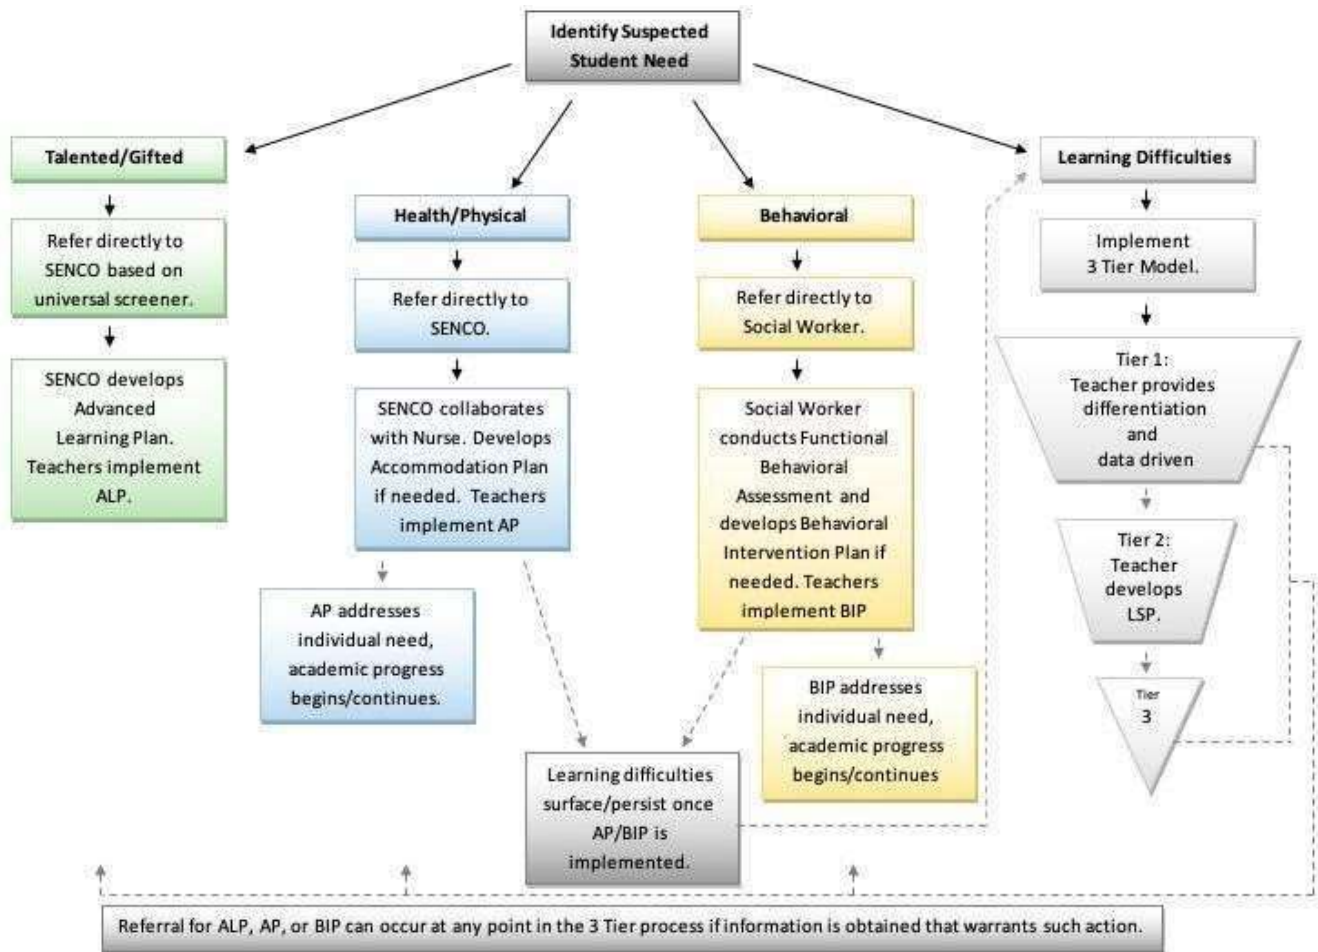 Identify Suspected
Student Need
Talented/Gifted
Refer directly to
SENCO based on
universal screener.
SENCO develops
Advanced
Learning Plan.
Teachers implement
ALP.
Health/Physical
Refer directly to
SENCO.
SENCO collaborates
with Nurse. Develops
Accommodation Plan
if needed. Teachers
implement AP
AP addresses
individual need,
academic progress
begins/continues.
Behavioral
Refer directly to
Social Worker.
Social Worker
conducts Functional
Behavioral
Assessment and
develops Behavioral
Intervention Plan if
needed. Teachers
implement BIP
BIP addresses
individual need,
academic progress
begins/continues
Learning difficulties
surface/persist once
AP/BIP is
implemented.
Learning Difficulties
Implement
3 Tier Model.
Tier 1:
Teacher provides
differentiation
and
data driven
Tier 2:
Teacher
develops
LSP.
Tier
3
Referral for ALP, AP, or BIP can occur at any point in the 3 Tier process if information is obtained that warrants such action.